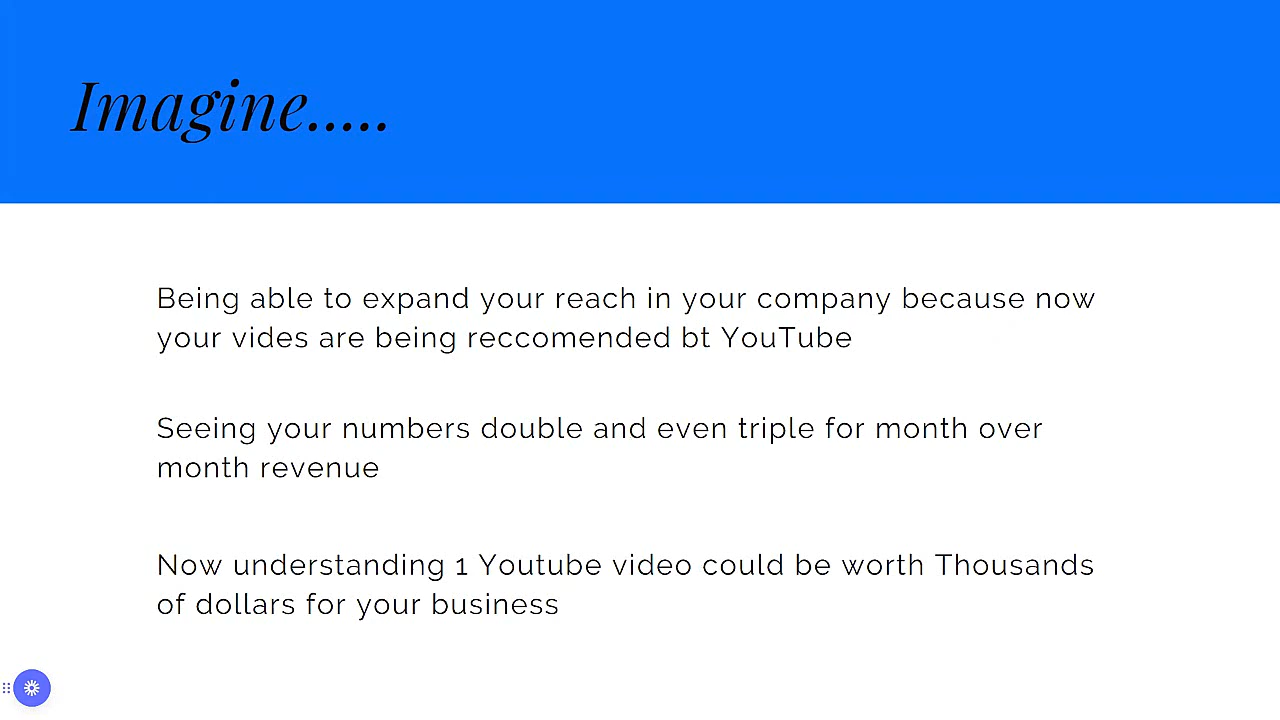 Imagine.....
Being able to expand your reach in your company because now
your vides are being reccomended bt YouTube
Seeing your numbers double and even triple for month over
month revenue
Now understanding 1 Youtube video could be worth Thousands
of dollars for your business